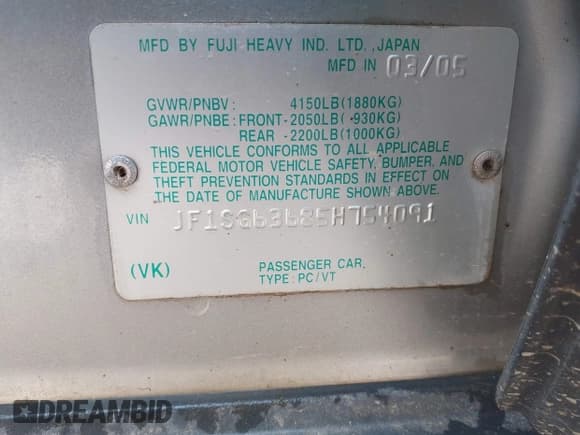 MFD BY FUJI HEAVY IND. LTD.,JAPAN
MFD IN 03/05
GVWR/PNBV: 4150LB(1880KG)
GAWR/PNBE:FRONT-2050LB( -930KG)
REAR -2200LB(1000KG)
THIS VEHICLE CONFORMS TO ALL APPLICABLE
FEDERAL MOTOR VEHICLE SAFETY, BUMPER, AND
THEFT PREVENTION STANDARDS IN EFFECT ON
THE DATE OF MANUFACTURE SHOWN ABOVE.
VIN
(VK) PASSENGER CAR.
TYPE:PC/VT
DREAMBID